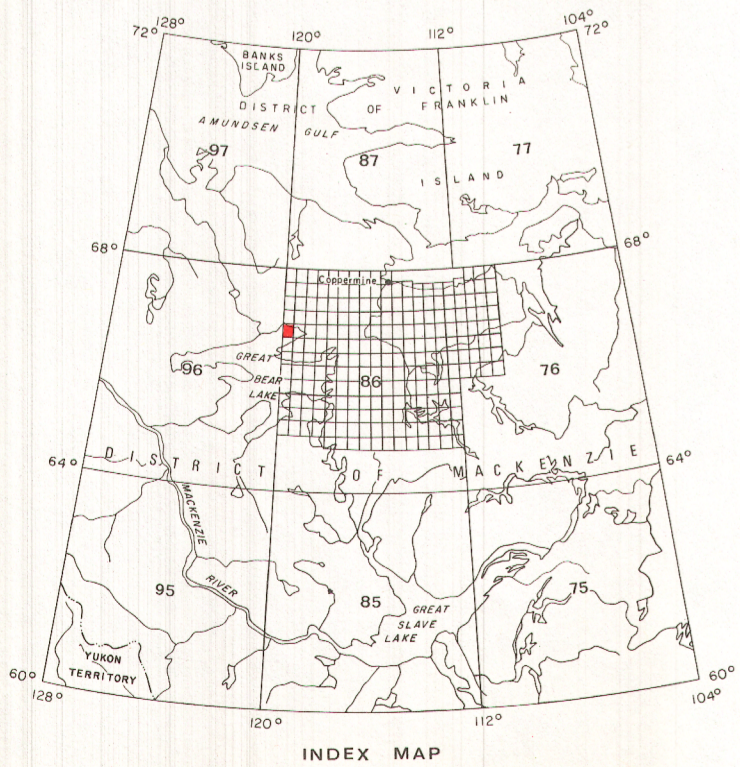 128°
120°
112°
104°
72°
72°
BANKS
ISLAND
VICTORIA
DISTRICT OF FRANKLIN
AMUNDSEN GULF
97
87
77
ISLAND
68°
68°
Coppermine
GREAT
BEAR
LAKE
96
86
76
DISTRICT OF MACKENZIE
64°
64°
MACKENZIE
RIVER
95
85
75
GREAT
SLAVE
LAKE
YUKON
TERRITORY
60°
60°
128°
120°
112°
104°
INDEX MAP